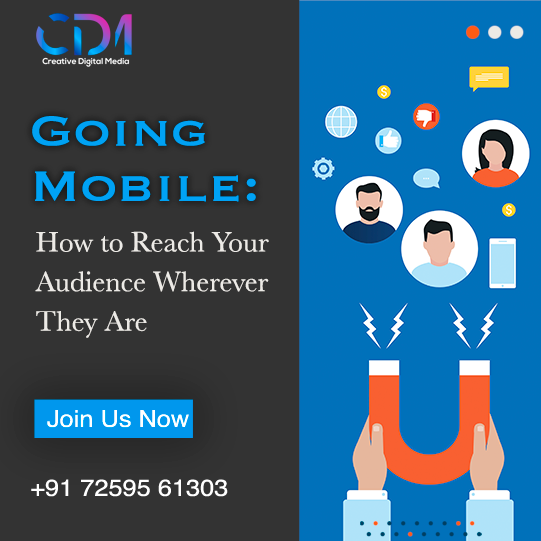 CDM
Creative Digital Media
GOING
MOBILE:
How to Reach Your
Audience Wherever
They Are
Join Us Now
+91 72595 61303